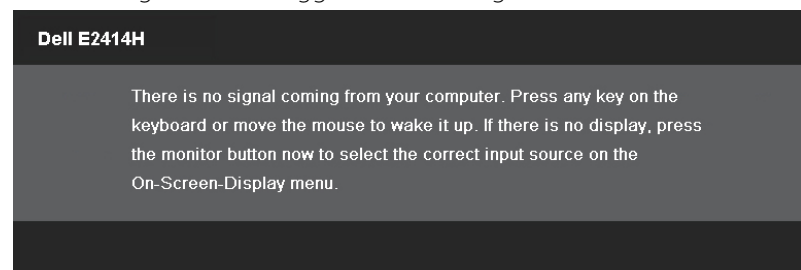 Dell E2414H
There is no signal coming from your computer. Press any key on the
keyboard or move the mouse to wake it up. If there is no display, press
the monitor button now to select the correct input source on the
On-Screen-Display menu.